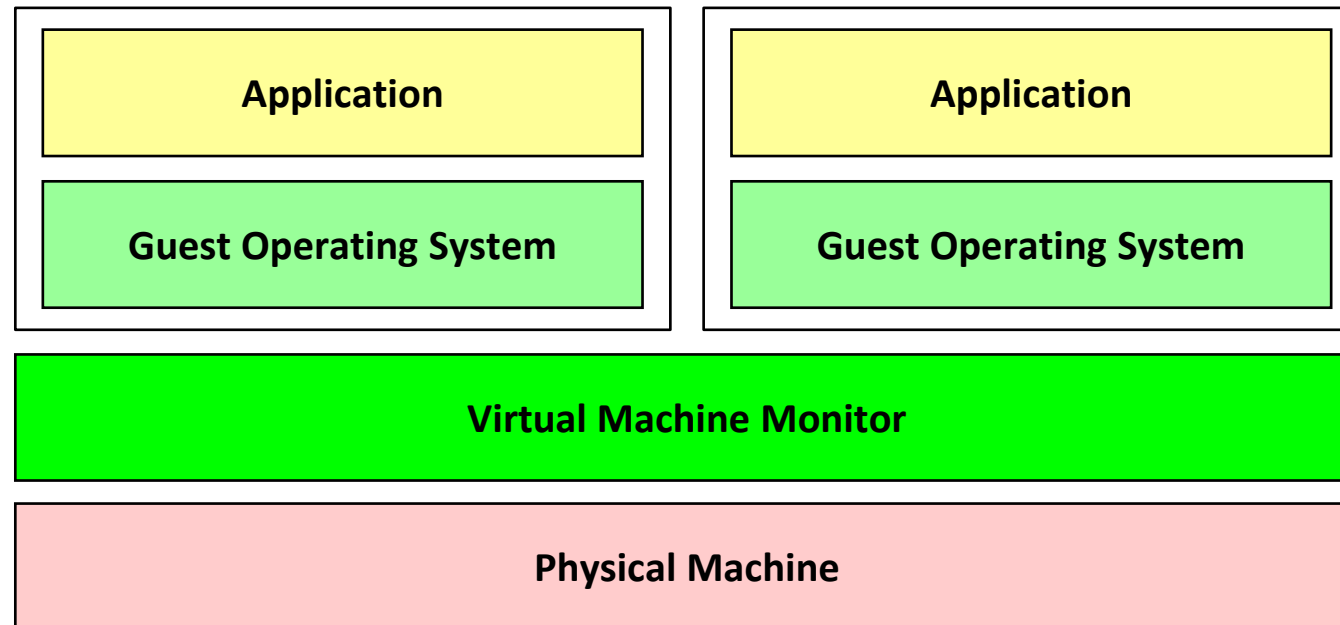 Application
Application
Guest Operating System
Guest Operating System
Virtual Machine Monitor
Physical Machine